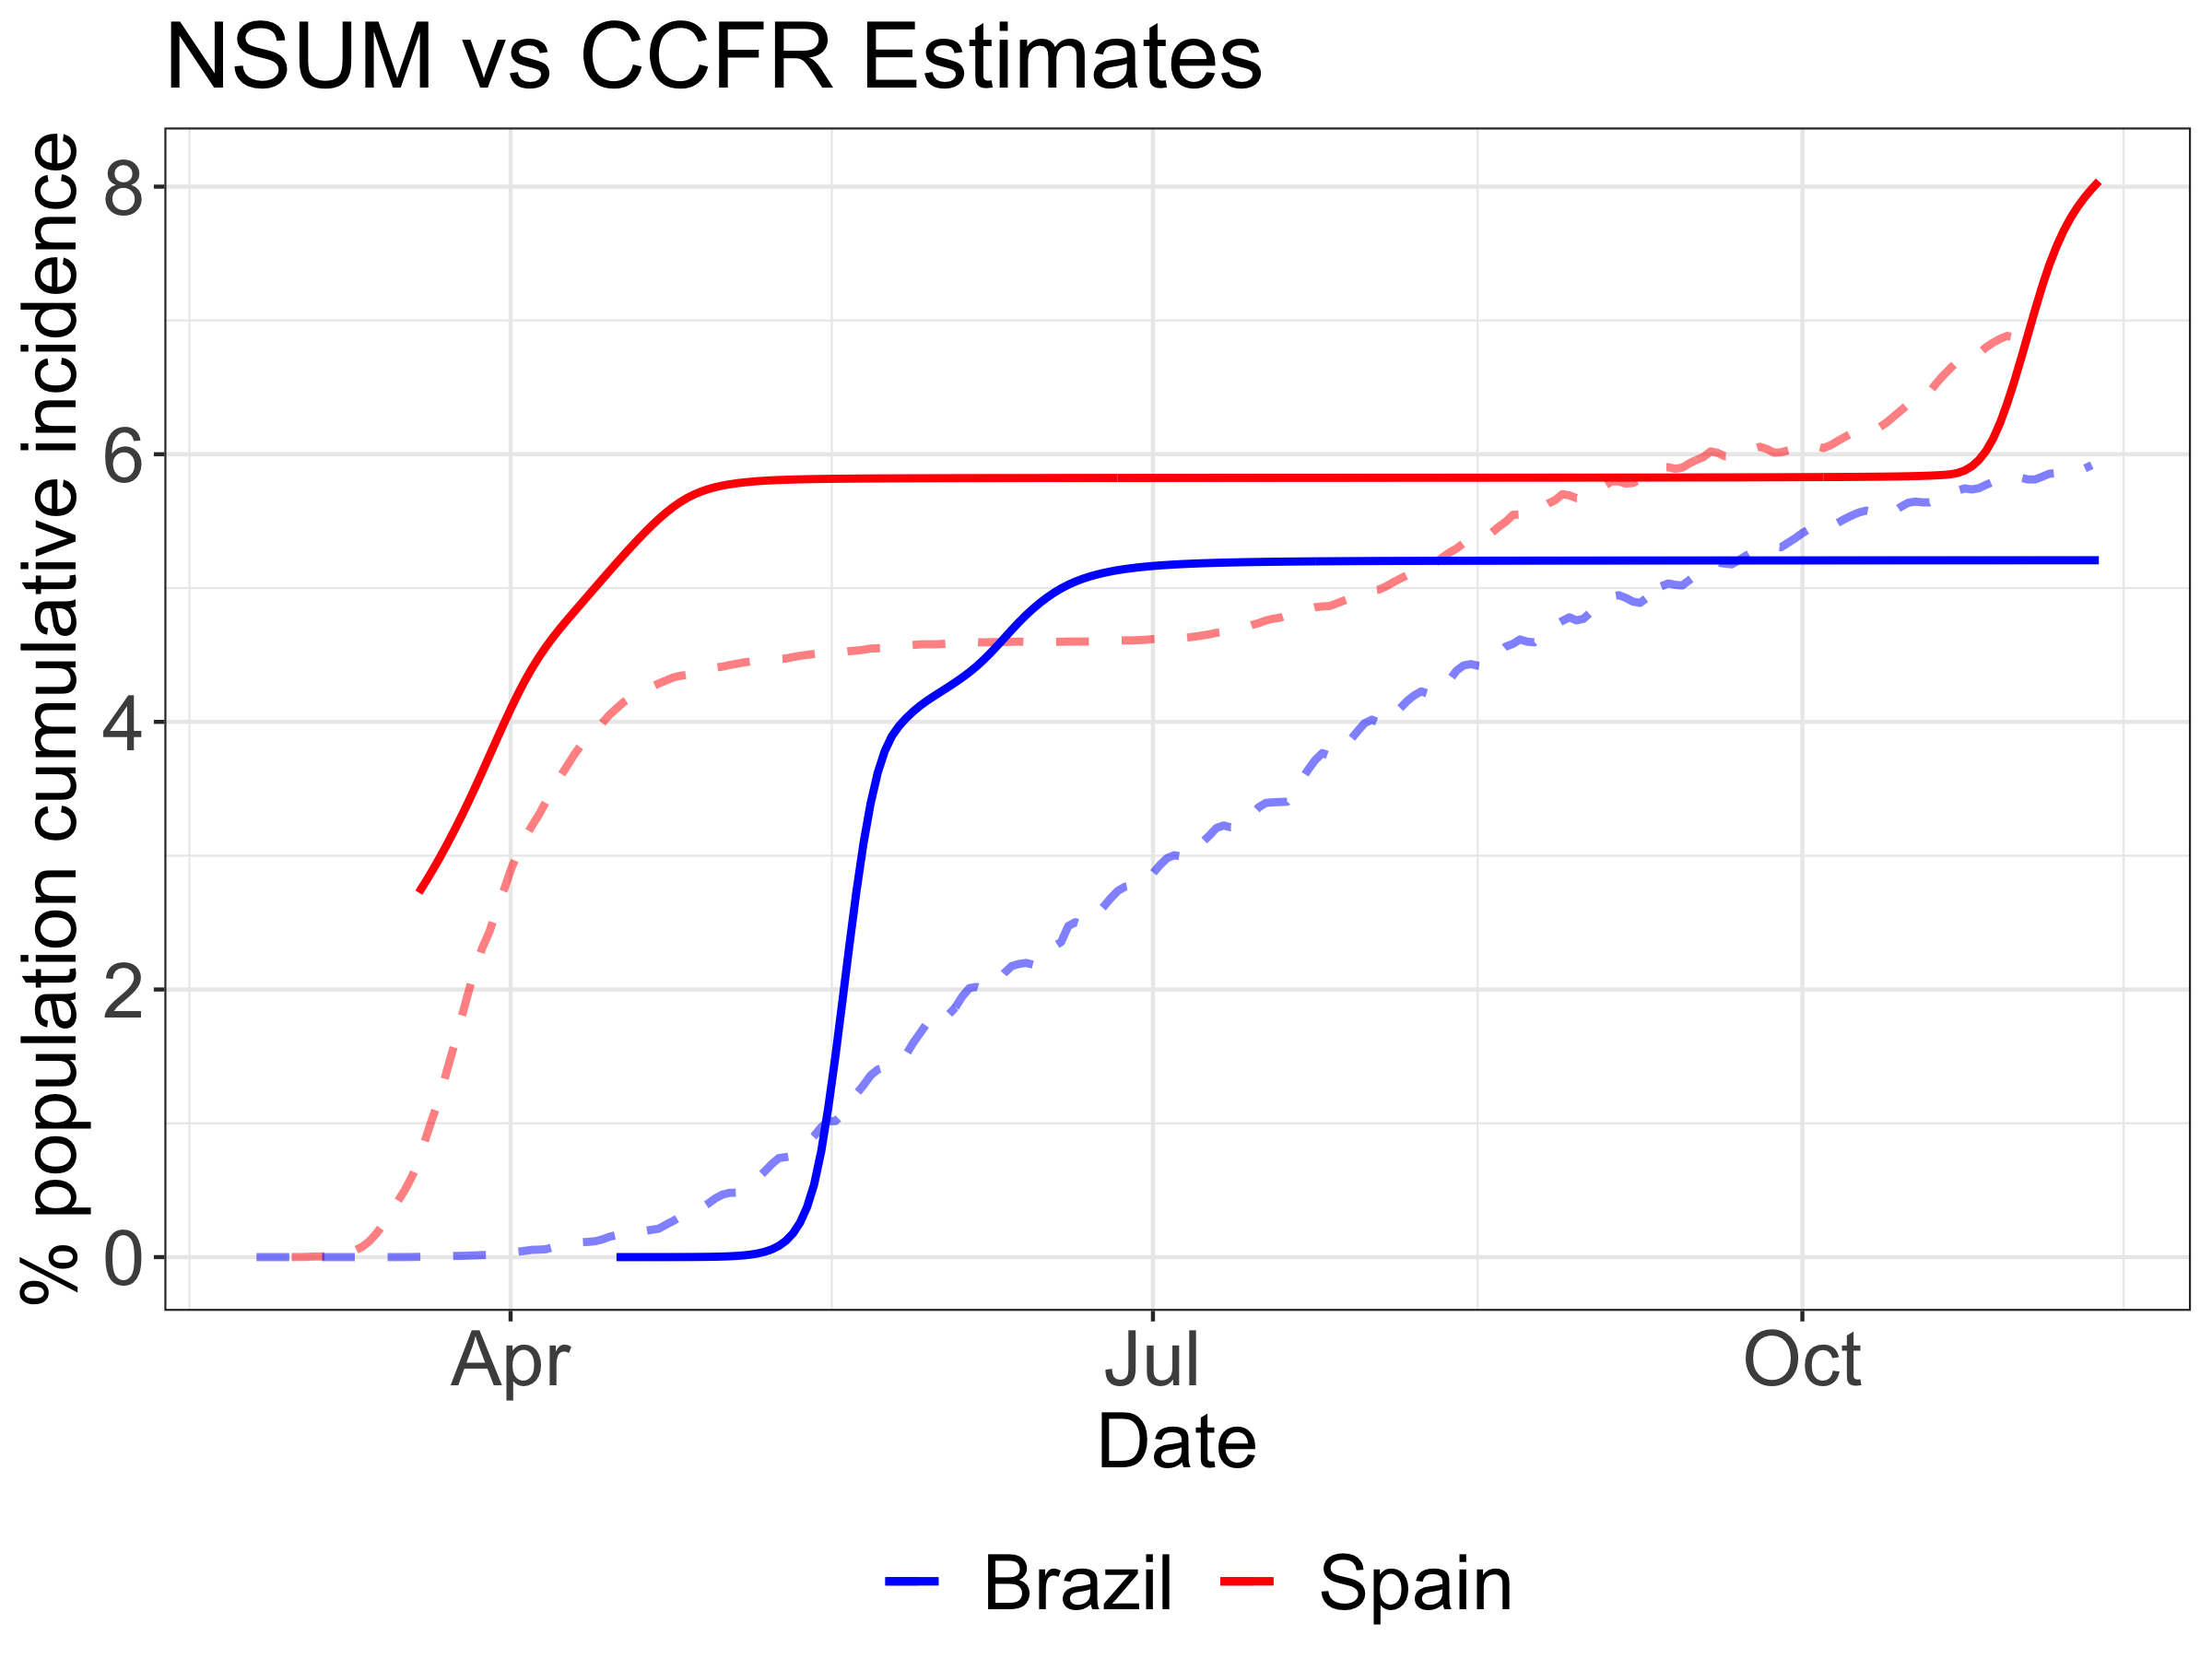 NSUM vs CCFR Estimates
% population cumulative incidence
8
6
4
2
0
Apr Jul Oct
Date
Brazil Spain